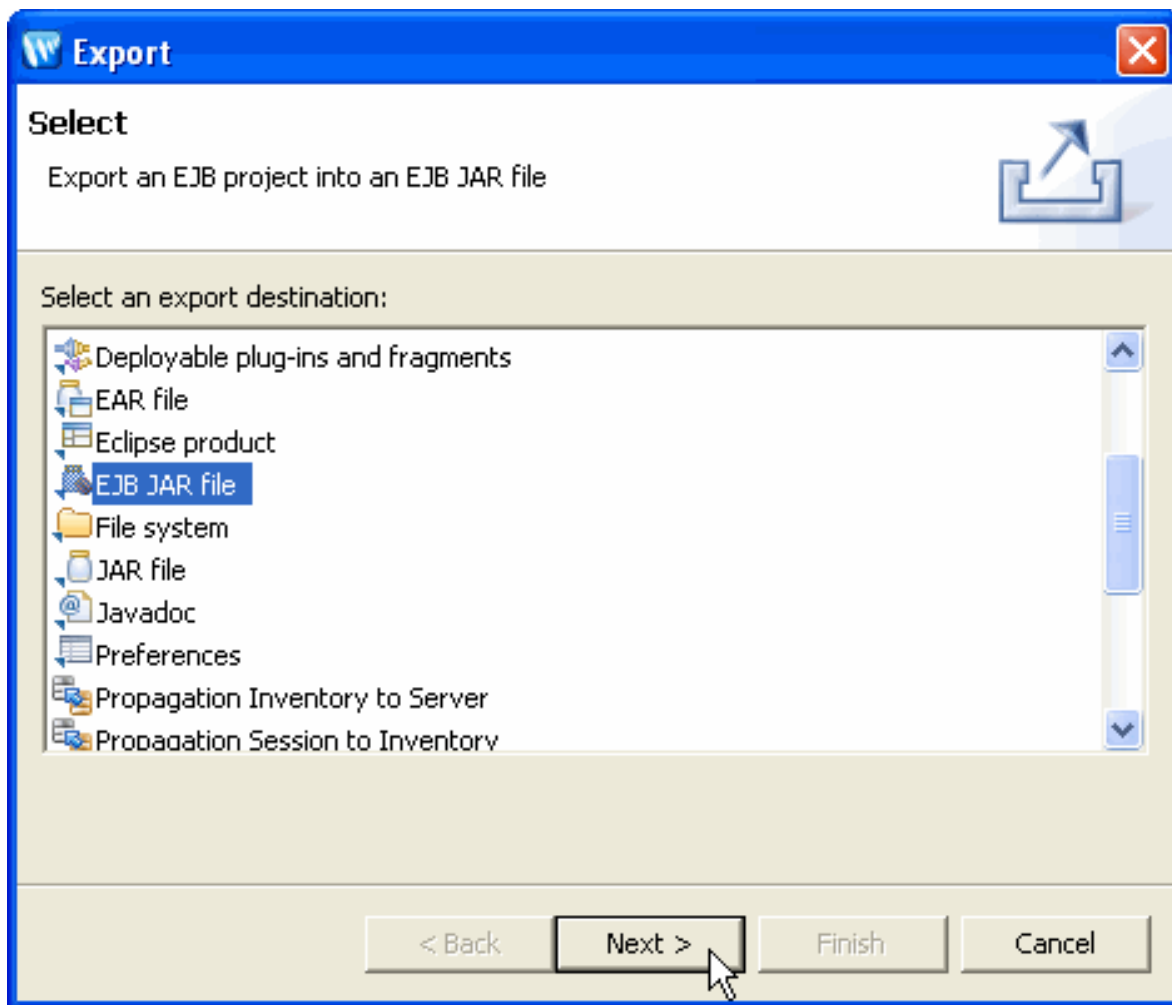 Export
Select
Export an EJB project into an EJB JAR file
Select an export destination:
Deployable plug-ins and fragments
EAR file
Eclipse product
EJB JAR file
File system
JAR file
Javadoc
Preferences
Propagation Inventory to Server
Propagation Session to Inventory
< Back Next > Finish Cancel